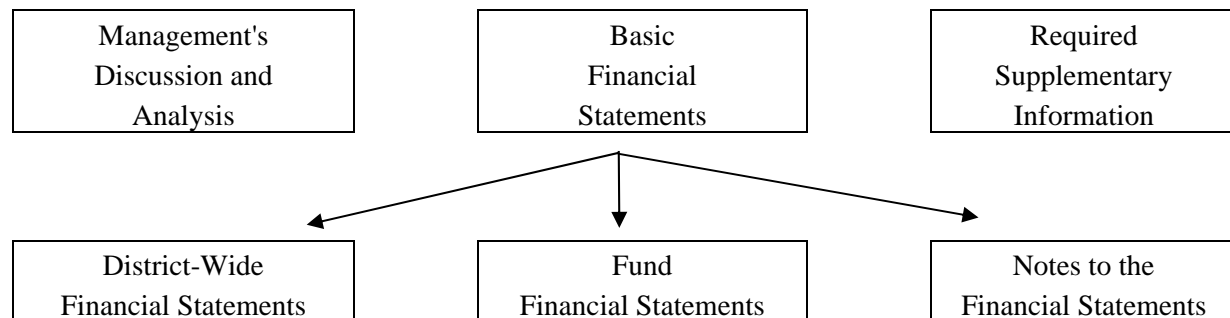 Management's
Discussion and
Analysis
Basic
Financial
Statements
Required
Supplementary
Information
District-Wide
Financial Statements
Fund
Financial Statements
Notes to the
Financial Statements